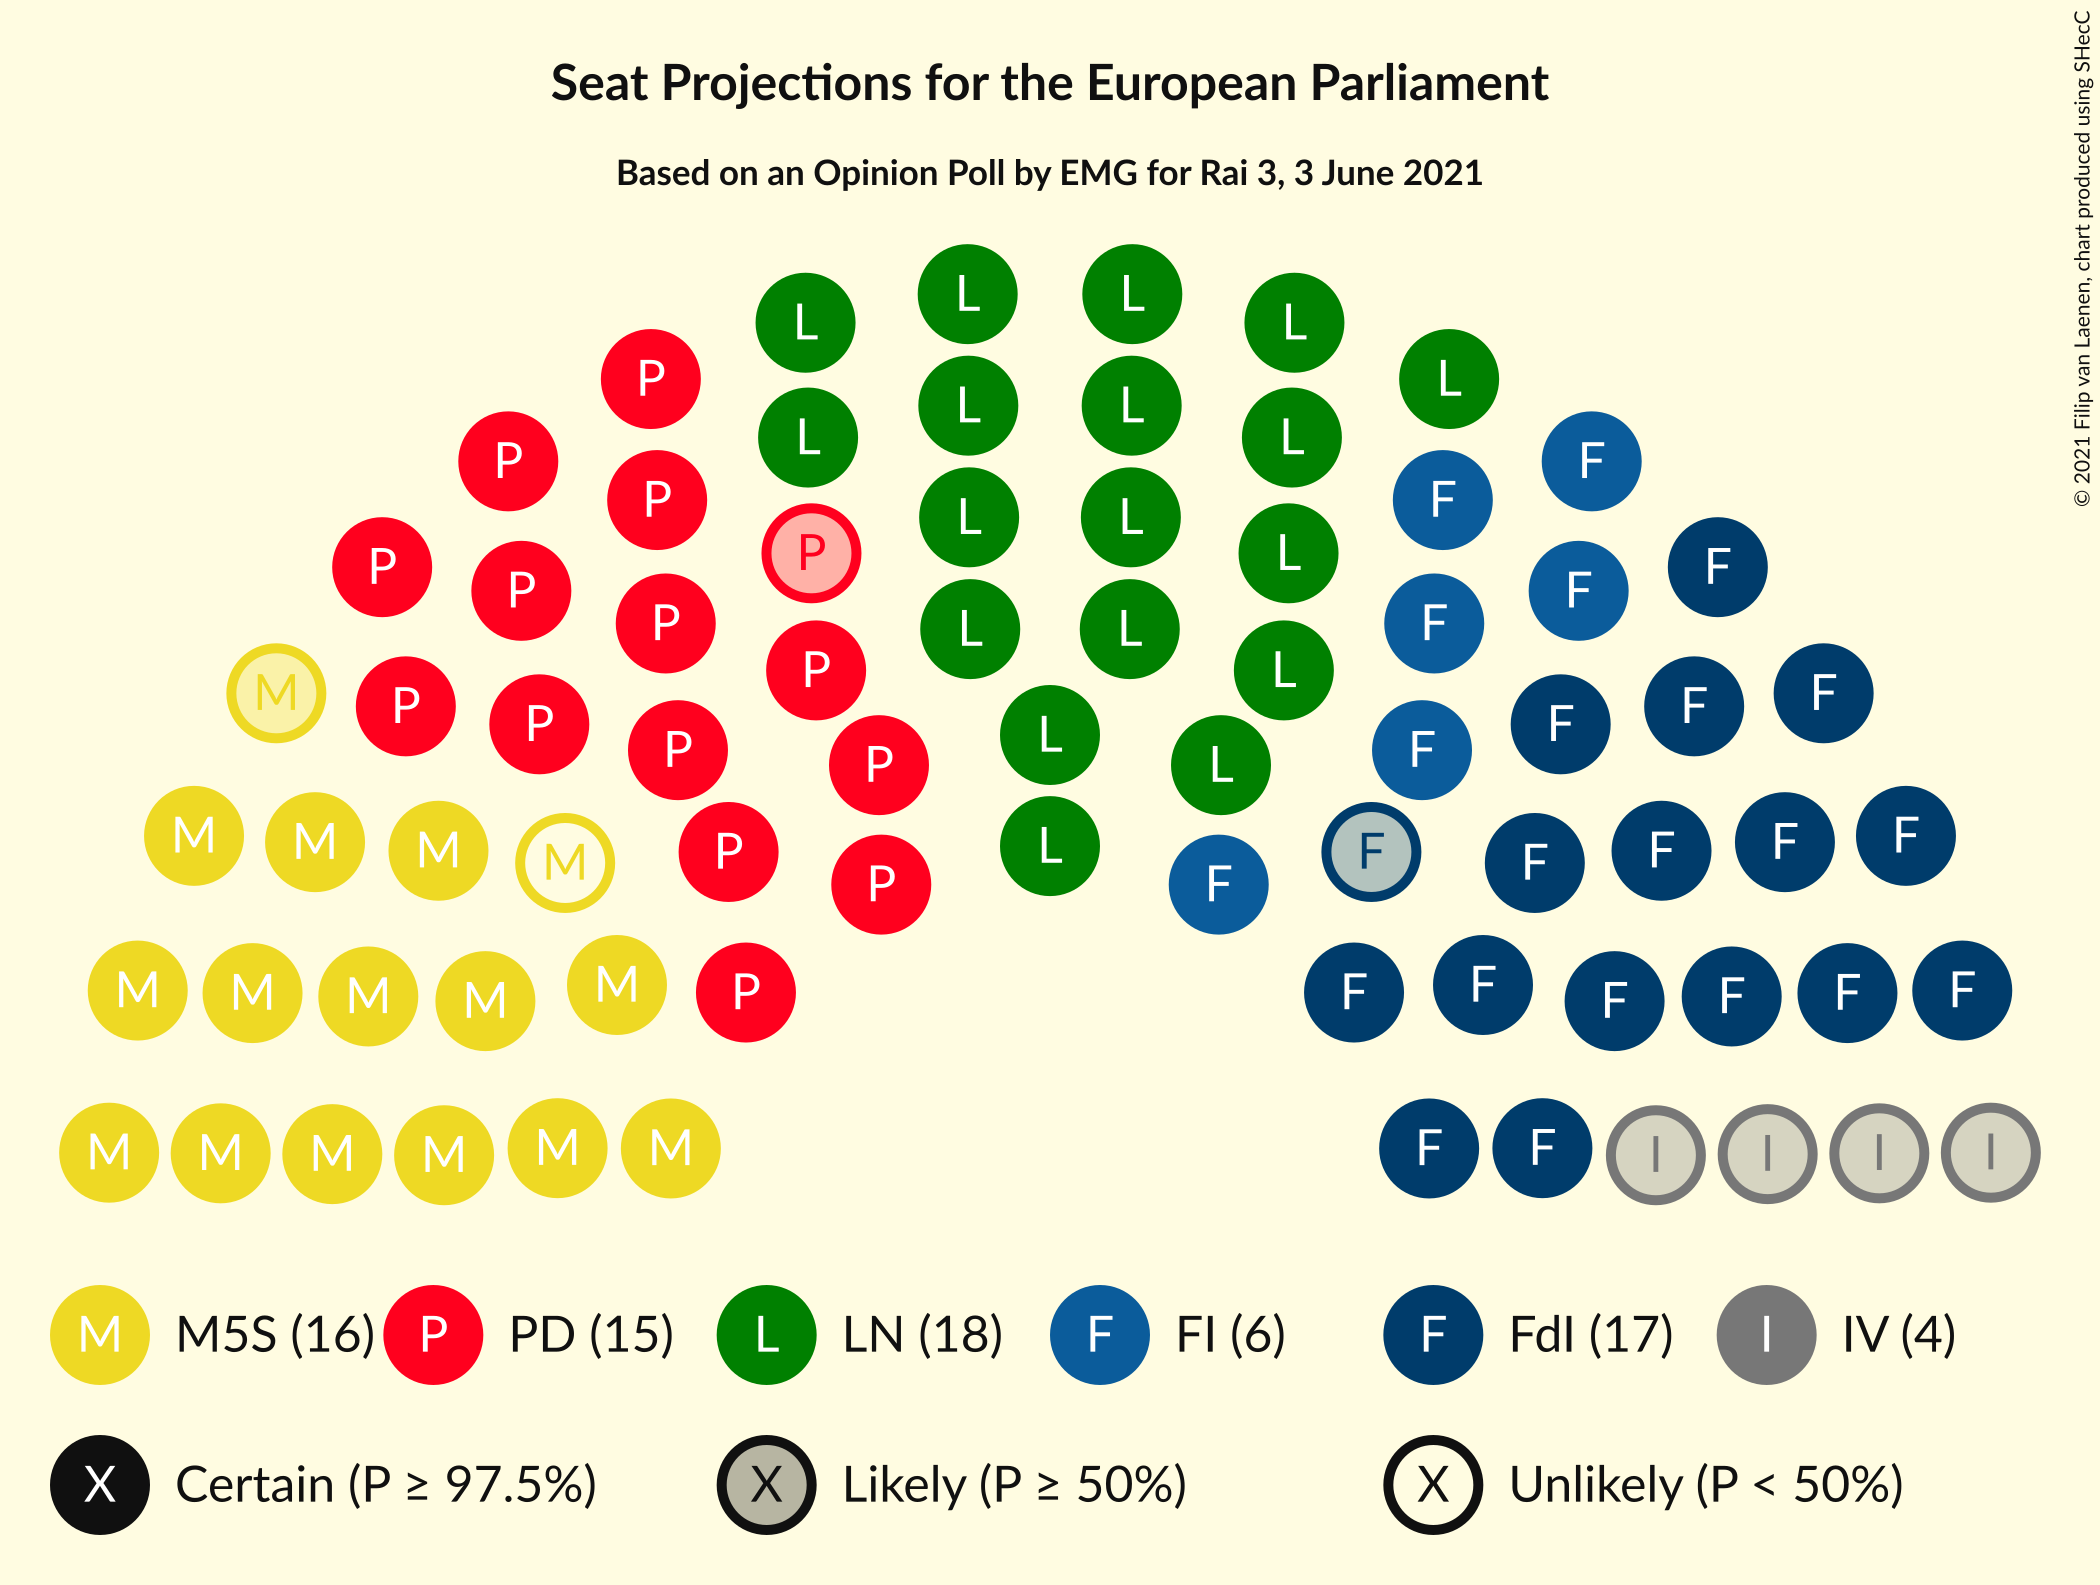 Seat Projections for the European Parliament
Based on an Opinion Poll by EMG for Rai 3, 3 June 2021
© 2021 Filip van Laenen, chart produced using SHecC
L L
L L
P L
L L
L L
P P
P F
L L
P L
P F
P P
F F
P F
P L
M F
P F
P F
P F
P L
L
M F
M F
M F
P F
M F
P F
M F
M F
M F
M F
M F
P F
M M M M M M F F I I I I
M M5S (16) P PD (15) L LN (18) F FI (6) F FdI (17) I IV (4)
X Certain (P ≥ 97.5%) X Likely (P ≥ 50%) X Unlikely (P < 50%)